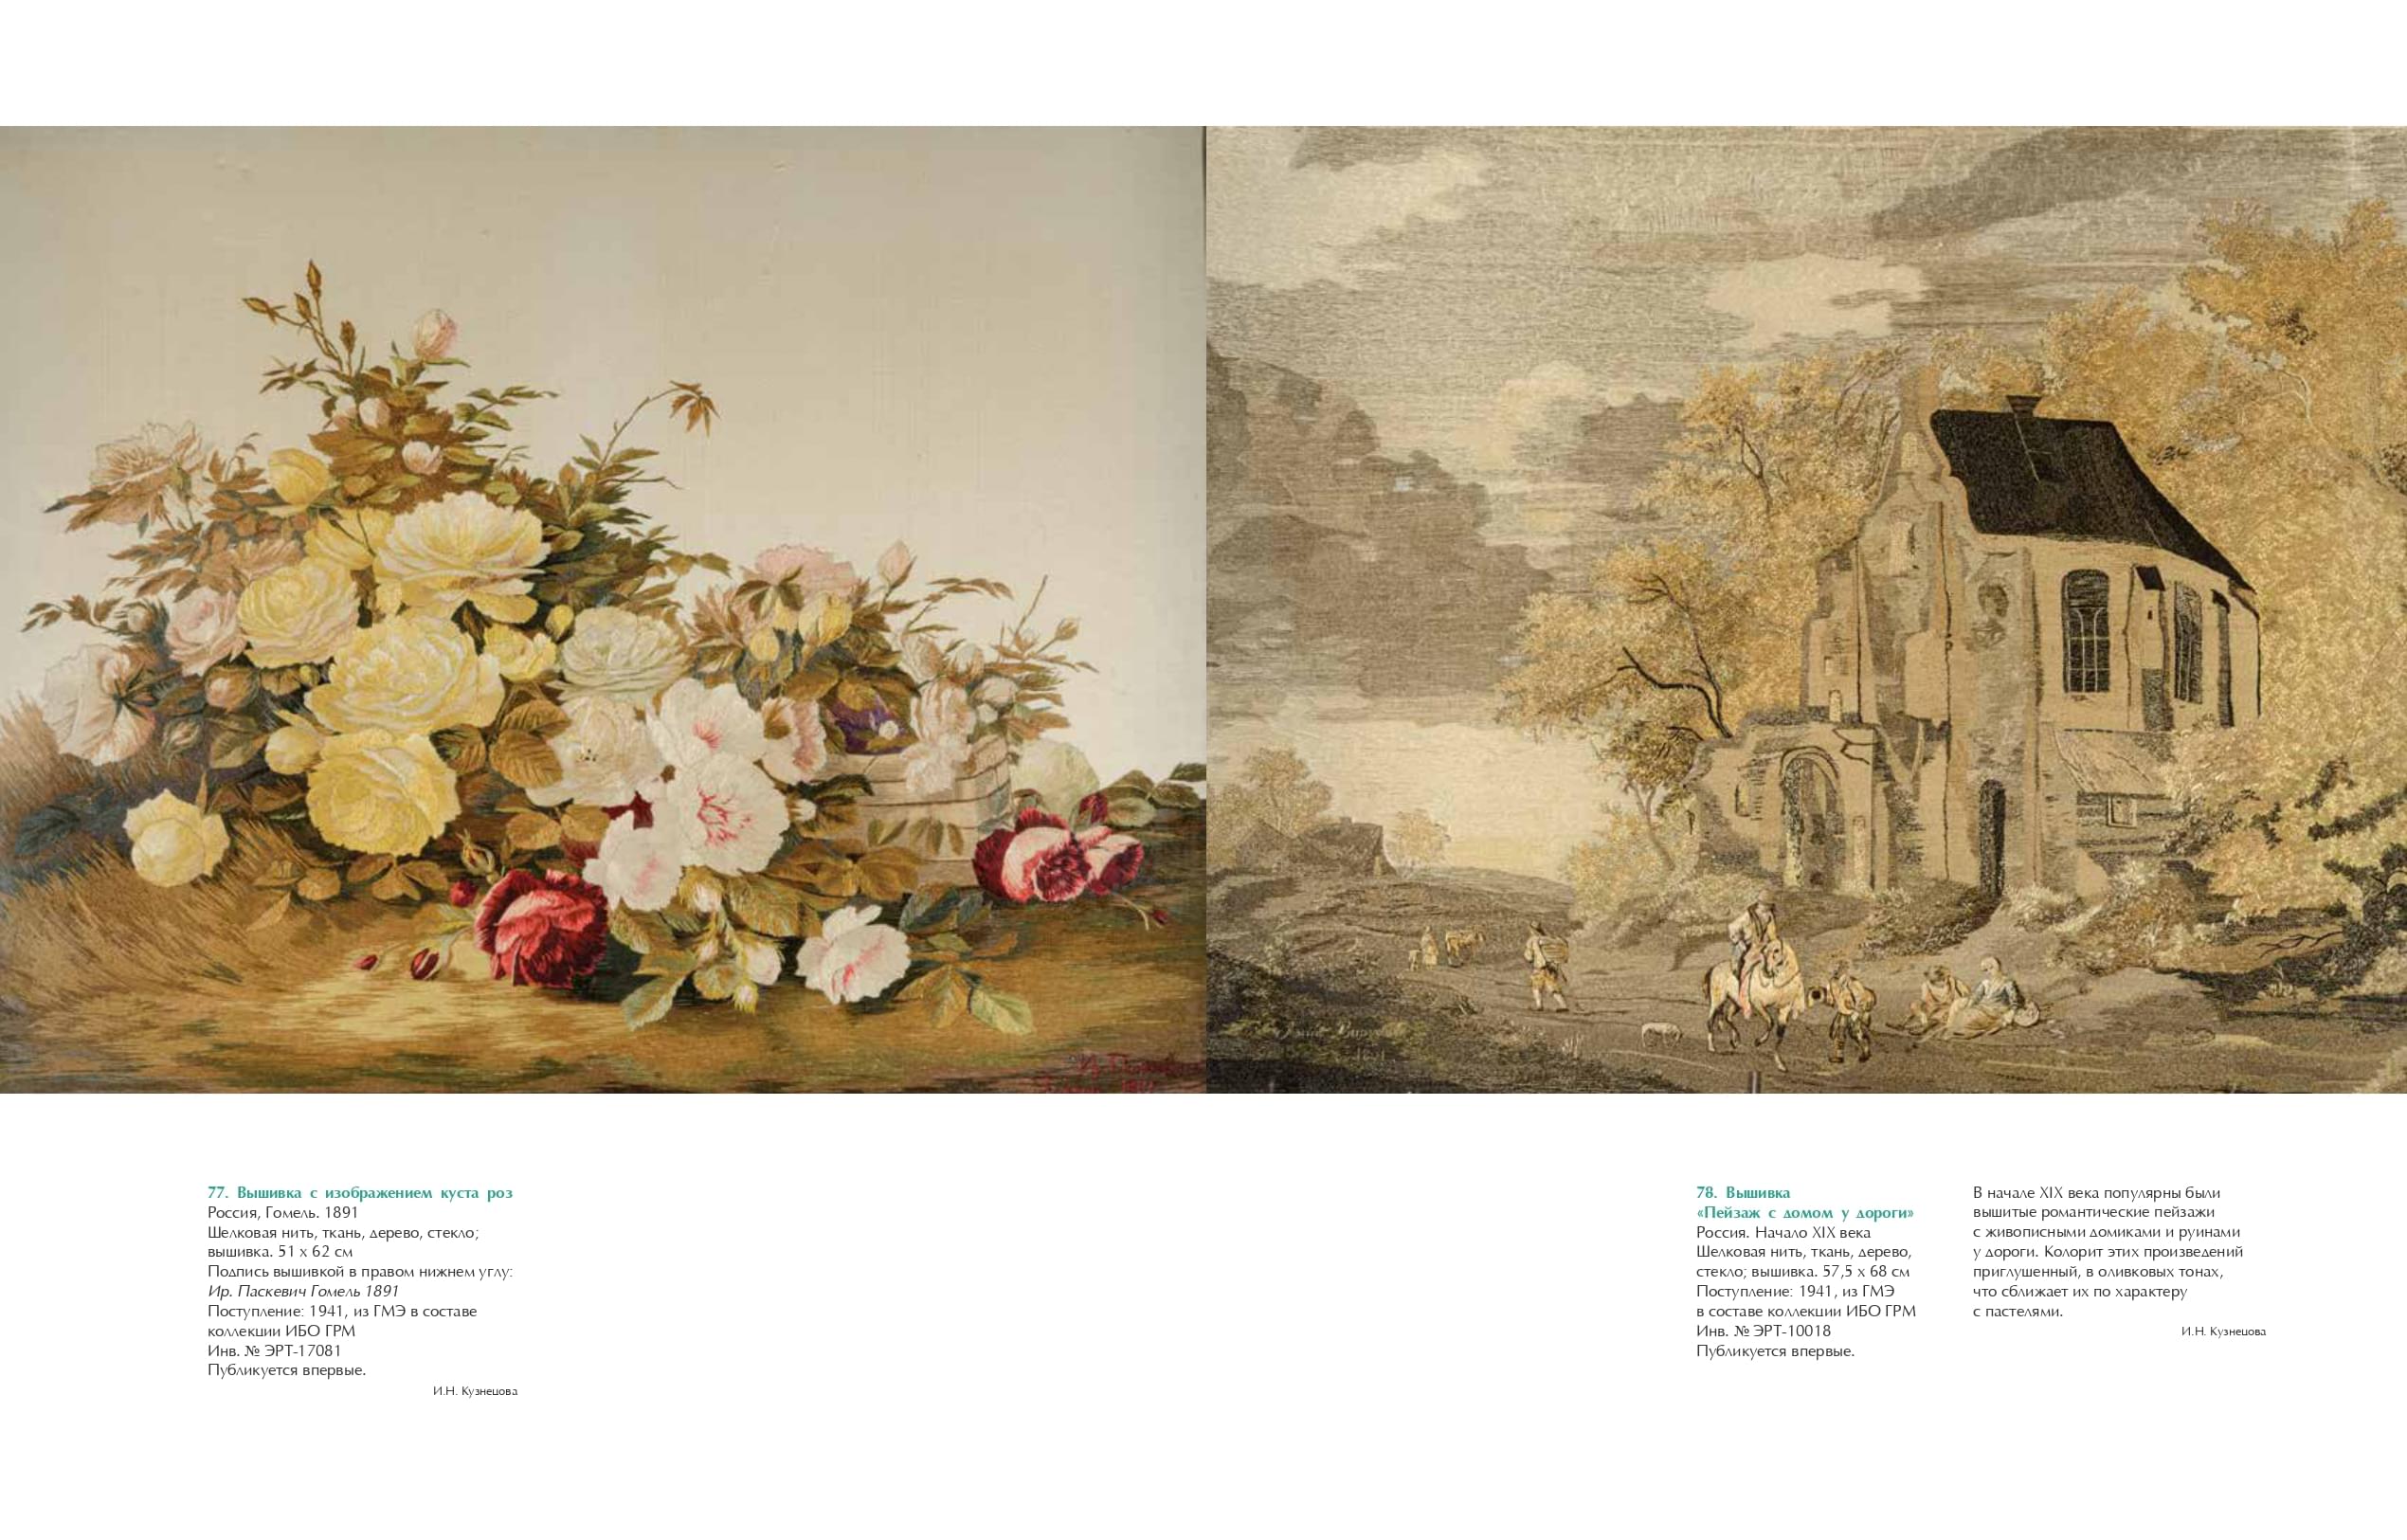 77. Вышивка с изображением куста роз
Россия, Гомель. 1891
Шелковая нить, ткань, дерево, стекло;
вышивка. 51 х 62 см
Подпись вышивкой в правом нижнем углу:
Ир. Паскевич Гомель 1891
Поступление: 1941, из ГМЭ в составе
коллекции ИБО ГРМ
Инв. № ЭРТ-17081
Публикуется впервые.
И.Н. Кузнецова
78. Вышивка
«Пейзаж с домом у дороги»
Россия. Начало XIX века
Шелковая нить, ткань, дерево,
стекло; вышивка. 57,5 х 68 см
Поступление: 1941, из ГМЭ
в составе коллекции ИБО ГРМ
Инв. № ЭРТ-10018
Публикуется впервые.
В начале XIX века популярны были
вышитые романтические пейзажи
с живописными домиками и руинами
у дороги. Колорит этих произведений
приглушенный, в оливковых тонах,
что сближает их по характеру
с пастелями.
И.Н. Кузнецова